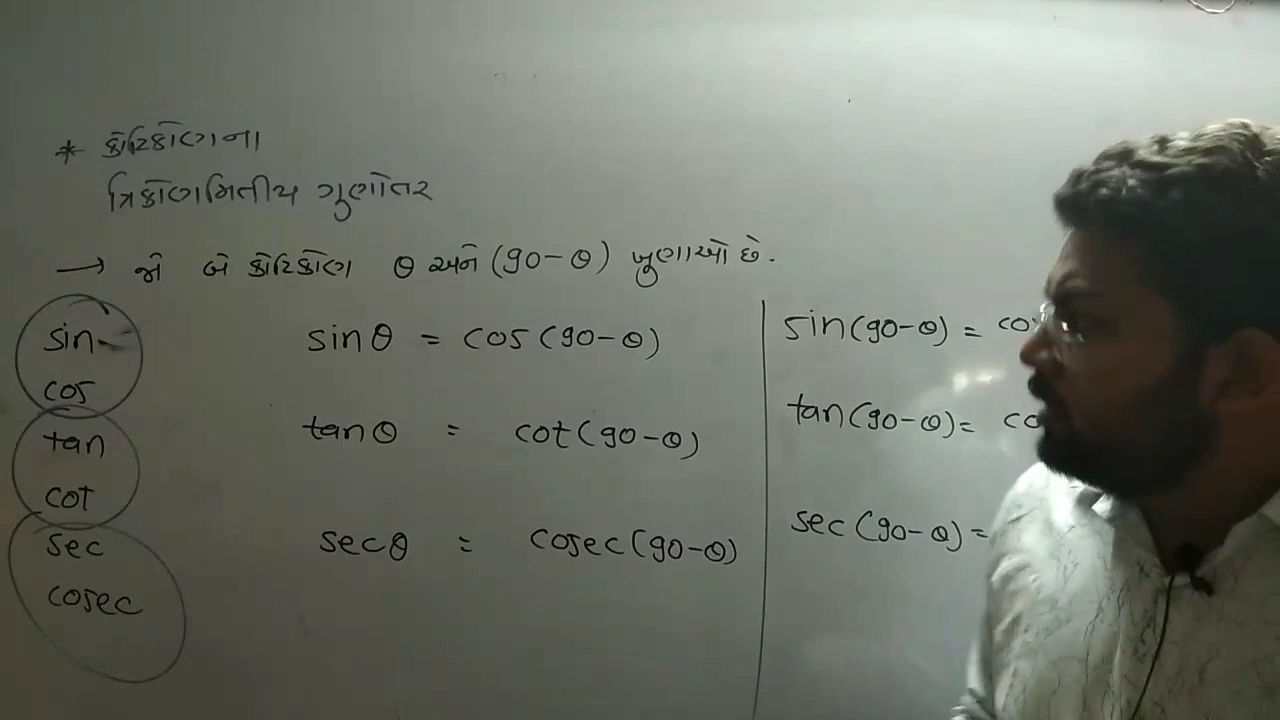 * કોટિકોણના
ત્રિકોણમિતીય ગુણોતર
→ જો બે કોટિકોણ θ અને (90-θ) ખુણાઓ છે.
sin
cos
tan
cot
sec
cosec
sinθ = cos(90-θ)
tanθ = cot(90-θ)
secθ = cosec(90-θ)
sin(90-θ) =
tan(90-θ) =
sec(90-θ) =